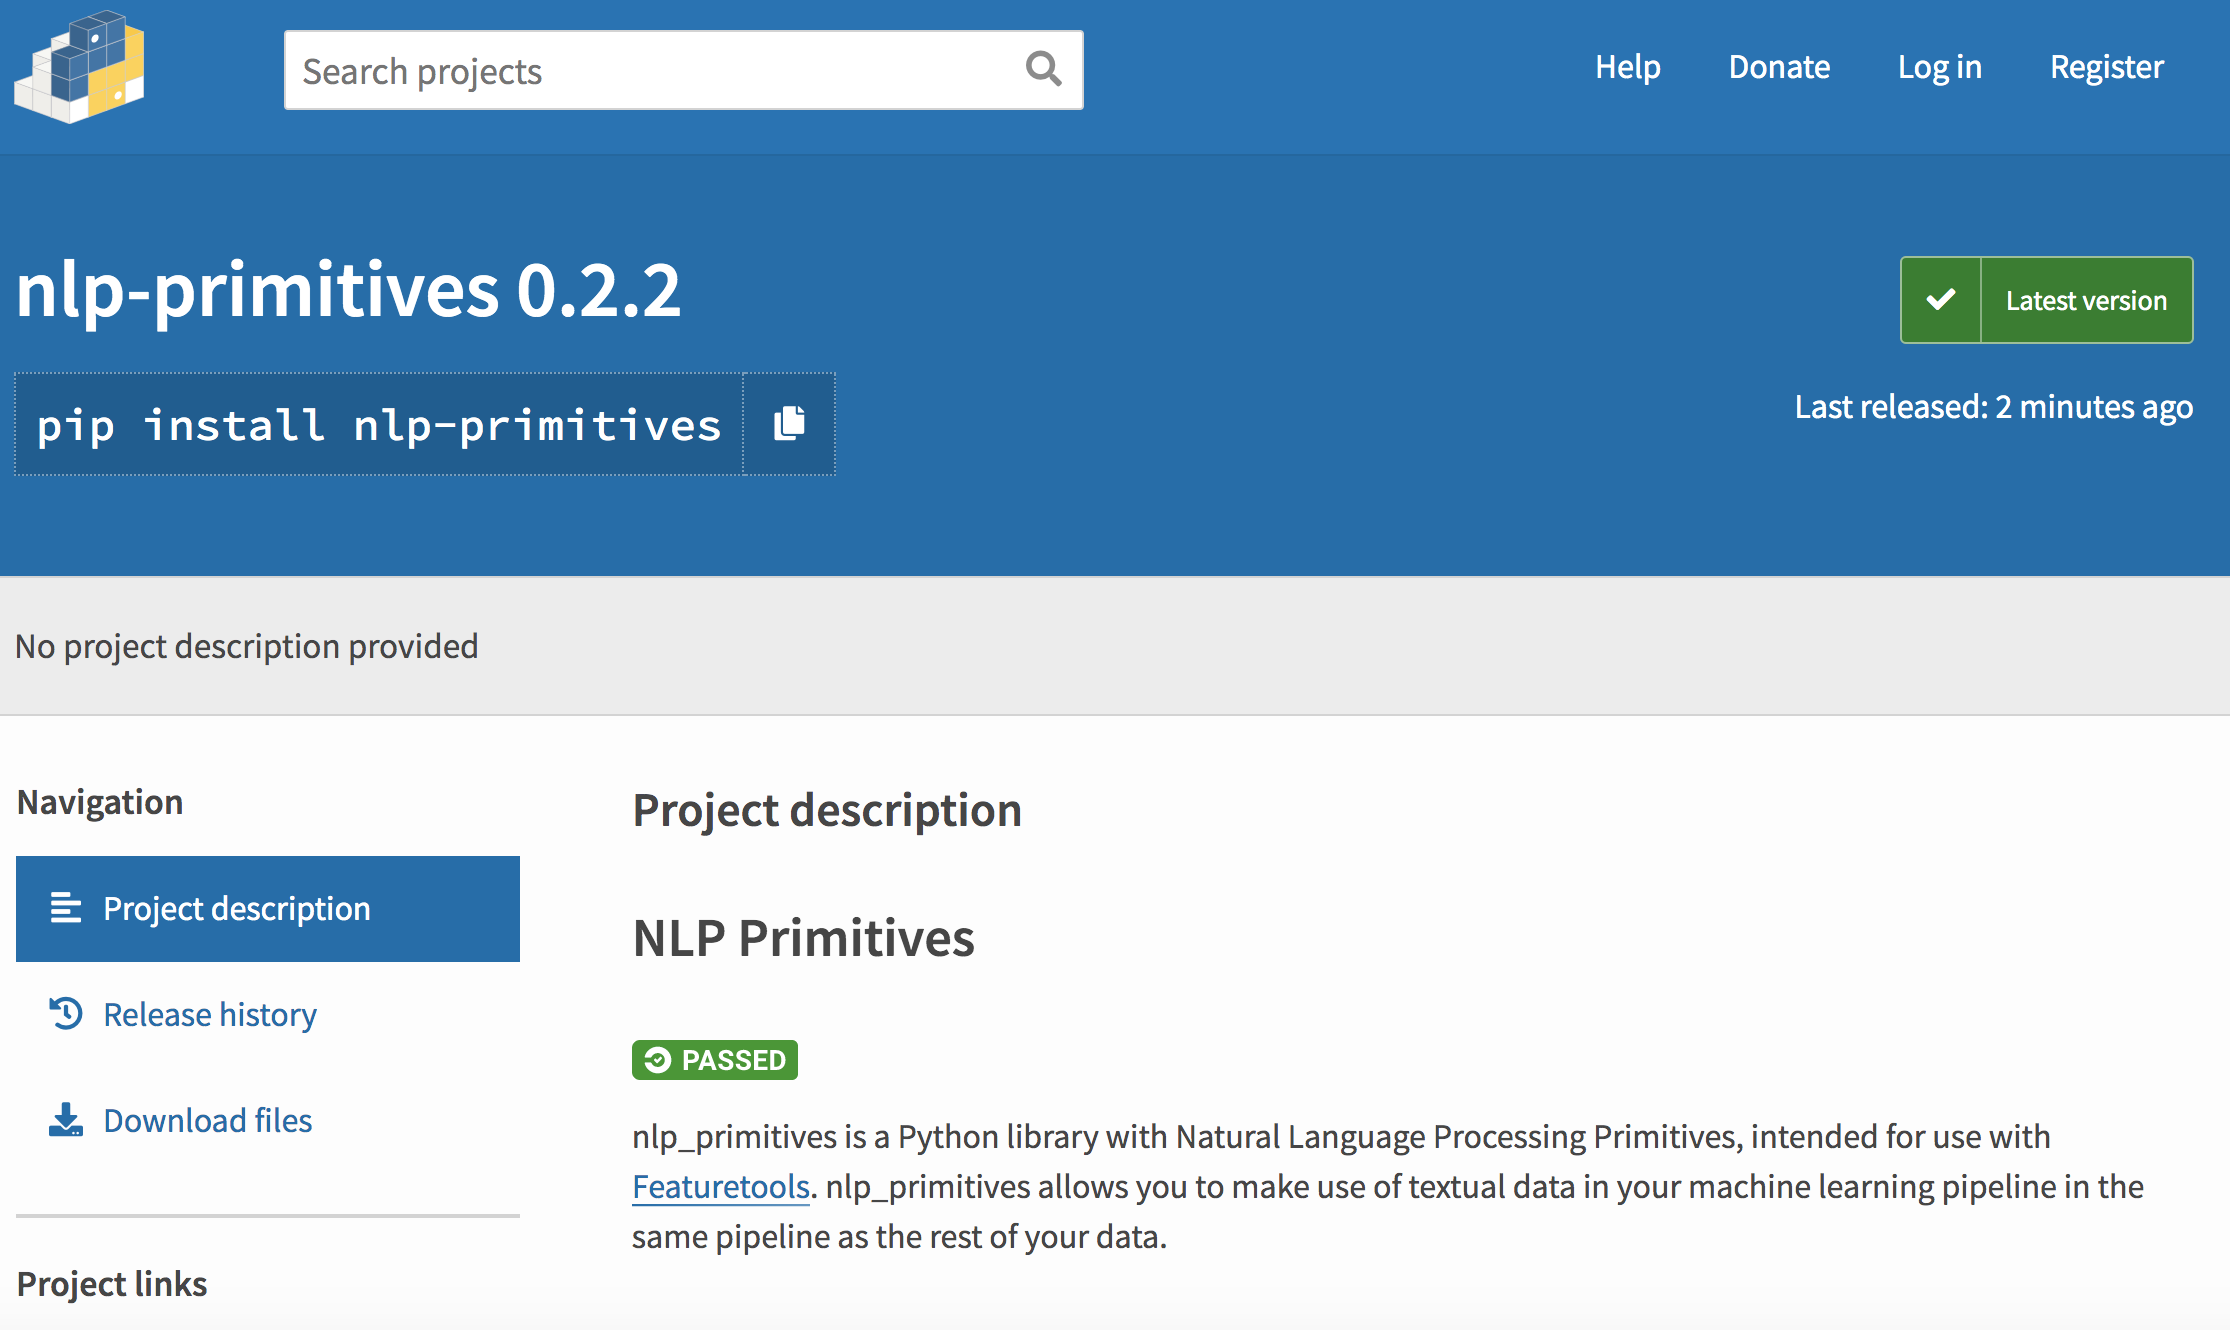 Search projects
Help
Donate
Log in
Register
nlp-primitives 0.2.2
pip install nlp-primitives
Latest version
Last released: 2 minutes ago
No project description provided
Navigation
Project description
Release history
Download files
Project links
Project description
NLP Primitives
PASSED
nlp_primitives is a Python library with Natural Language Processing Primitives, intended for use with
Featuretools. nlp_primitives allows you to make use of textual data in your machine learning pipeline in the
same pipeline as the rest of your data.